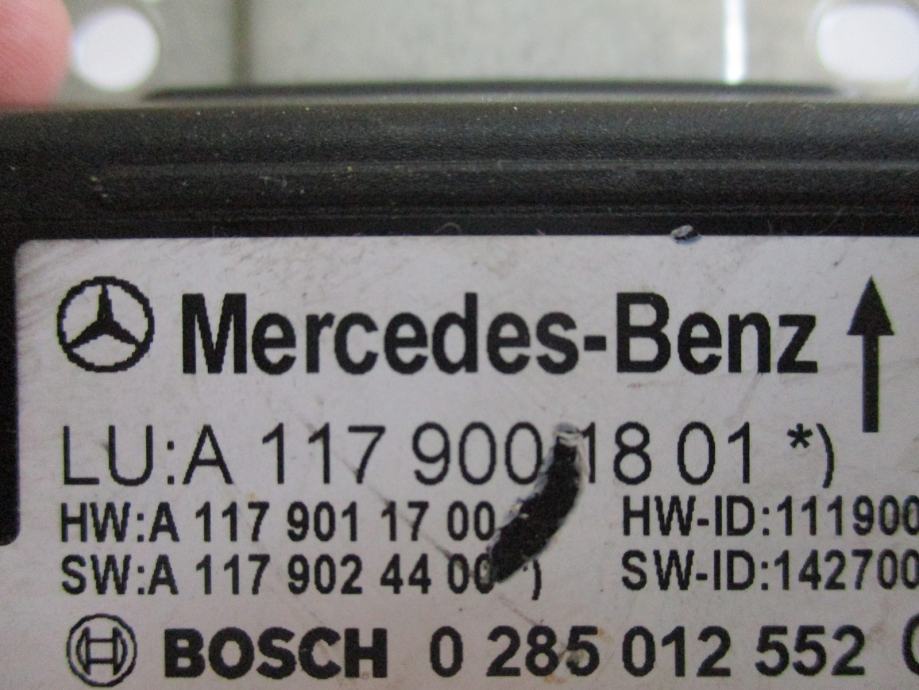 Mercedes-Benz
LU:A 117 900 18 01 *)
HW:A 117 901 17 00 HW-ID:111900
SW:A 117 902 44 00 *) SW-ID:142700
BOSCH 0 285 012 552